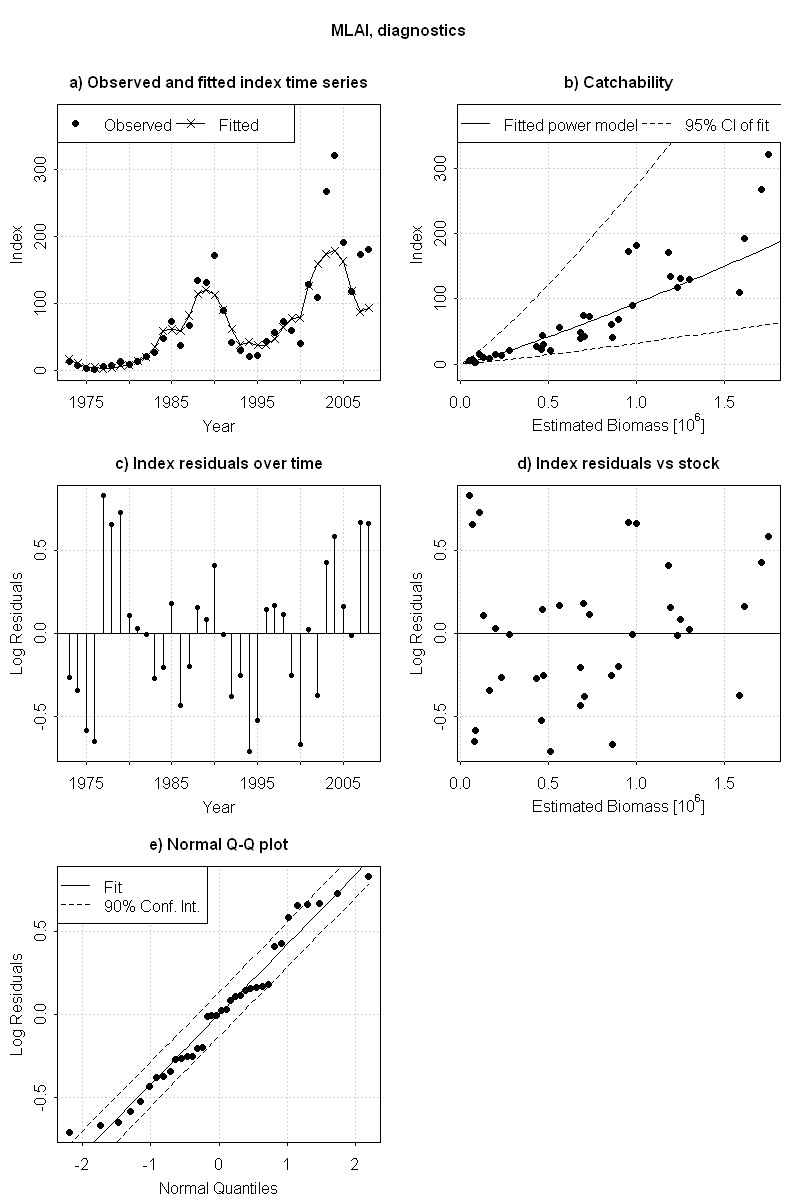 MLAI, diagnostics
a) Observed and fitted index time series
Observed
Fitted
Index
0 100 200 300
1975 1985 1995 2005
Year
b) Catchability
Fitted power model
95% CI of fit
Index
0 100 200 300
0.0 0.5 1.0 1.5
Estimated Biomass [10⁶]
c) Index residuals over time
Log Residuals
-0.5 0.0 0.5
1975 1985 1995 2005
Year
d) Index residuals vs stock
Log Residuals
-0.5 0.0 0.5
0.0 0.5 1.0 1.5
Estimated Biomass [10⁶]
e) Normal Q-Q plot
Fit
90% Conf. Int.
Log Residuals
-0.5 0.0 0.5
-2 -1 0 1 2
Normal Quantiles